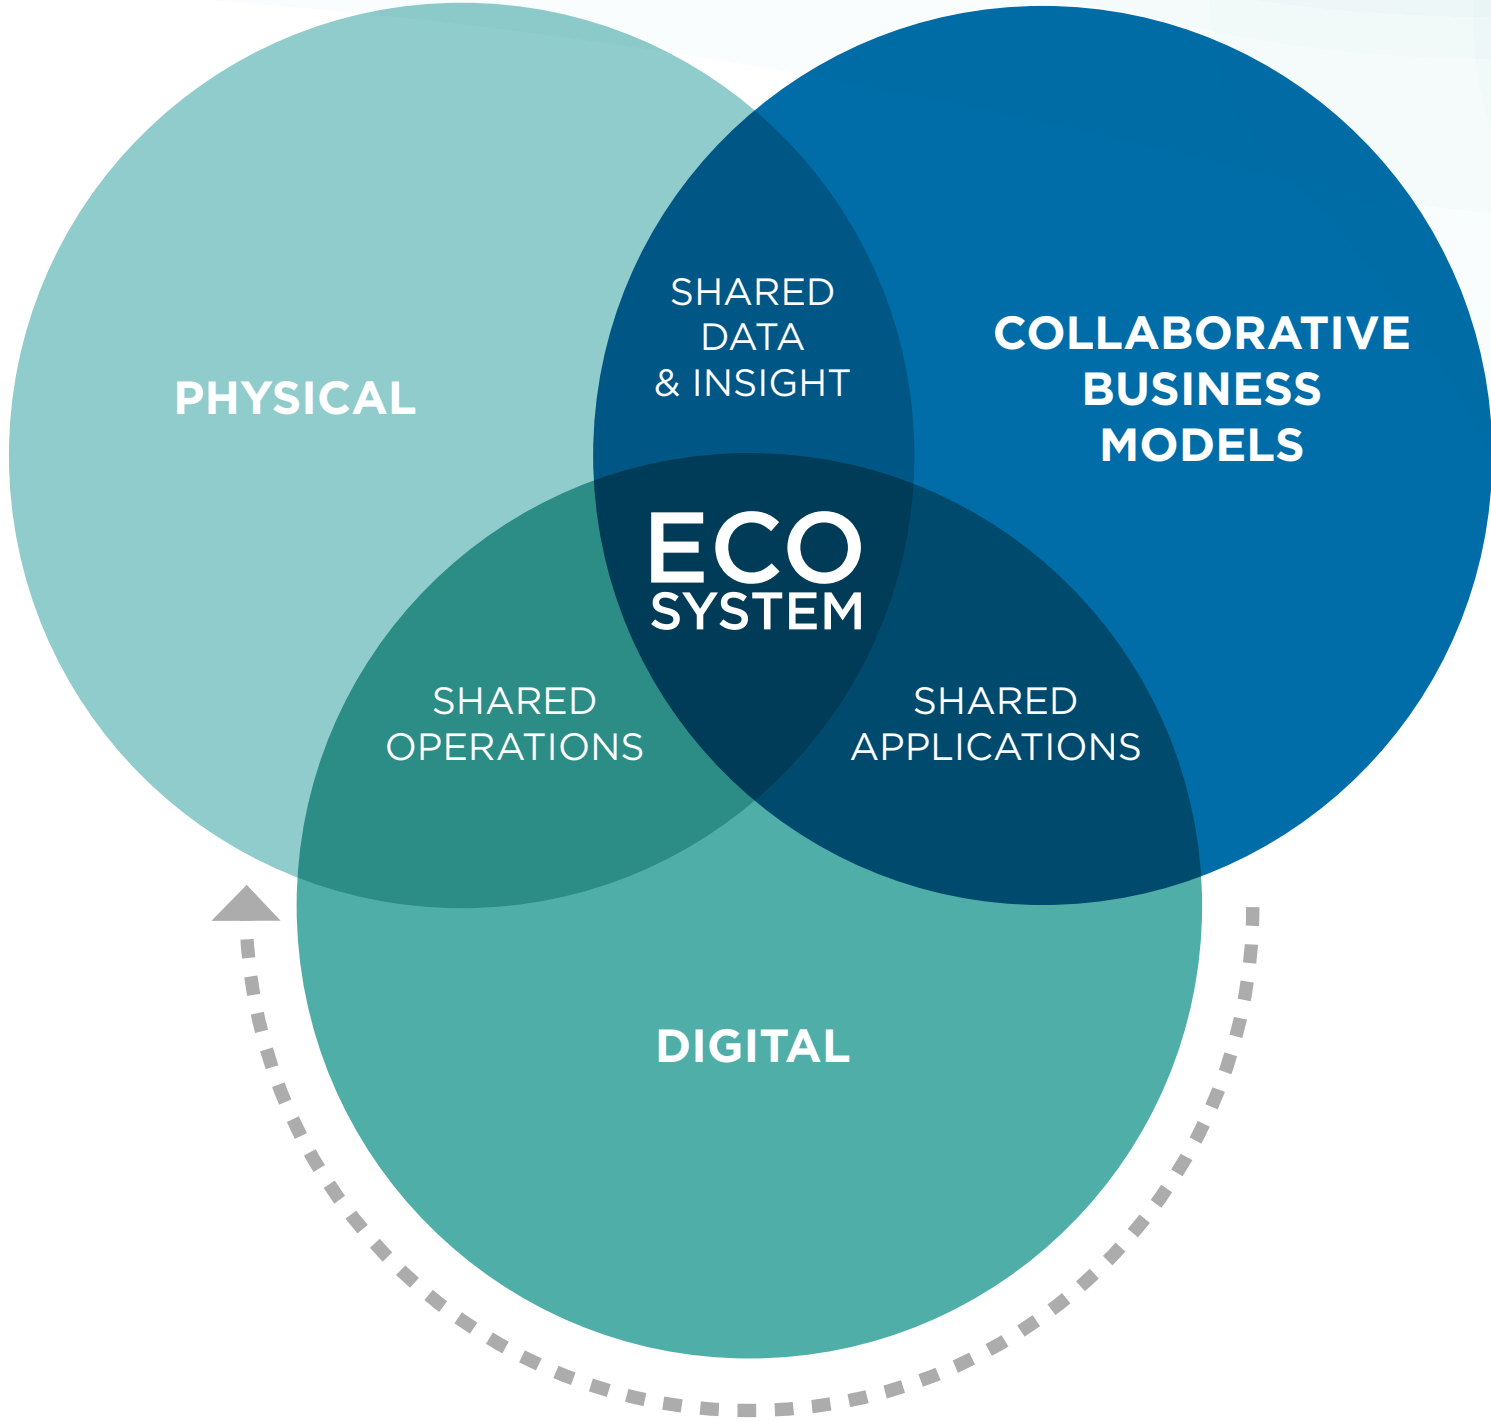 SHARED
DATA
& INSIGHT
PHYSICAL
COLLABORATIVE
BUSINESS
MODELS
ECO
SYSTEM
SHARED
OPERATIONS
SHARED
APPLICATIONS
DIGITAL